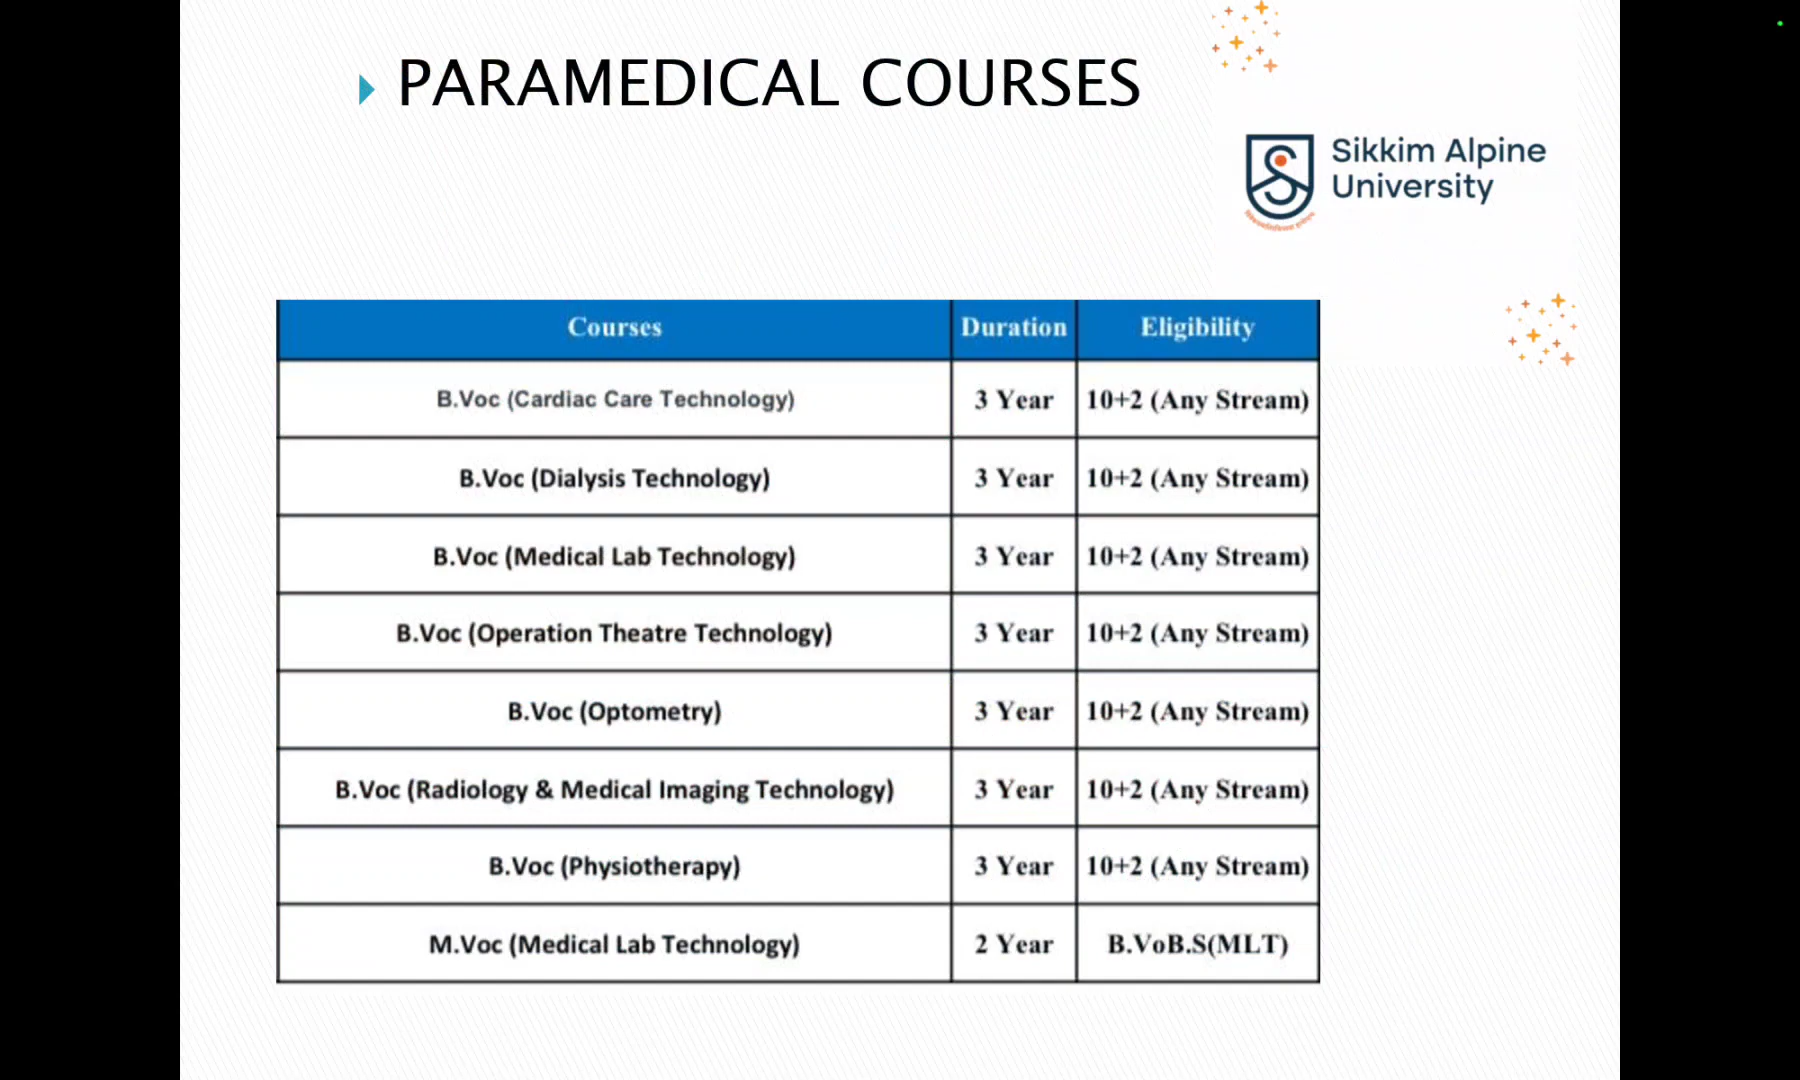 PARAMEDICAL COURSES
Sikkim Alpine
University
Courses Duration Eligibility
B.Voc (Cardiac Care Technology) 3 Year 10+2 (Any Stream)
B.Voc (Dialysis Technology) 3 Year 10+2 (Any Stream)
B.Voc (Medical Lab Technology) 3 Year 10+2 (Any Stream)
B.Voc (Operation Theatre Technology) 3 Year 10+2 (Any Stream)
B.Voc (Optometry) 3 Year 10+2 (Any Stream)
B.Voc (Radiology & Medical Imaging Technology) 3 Year 10+2 (Any Stream)
B.Voc (Physiotherapy) 3 Year 10+2 (Any Stream)
M.Voc (Medical Lab Technology) 2 Year B.VoB.S(MLT)